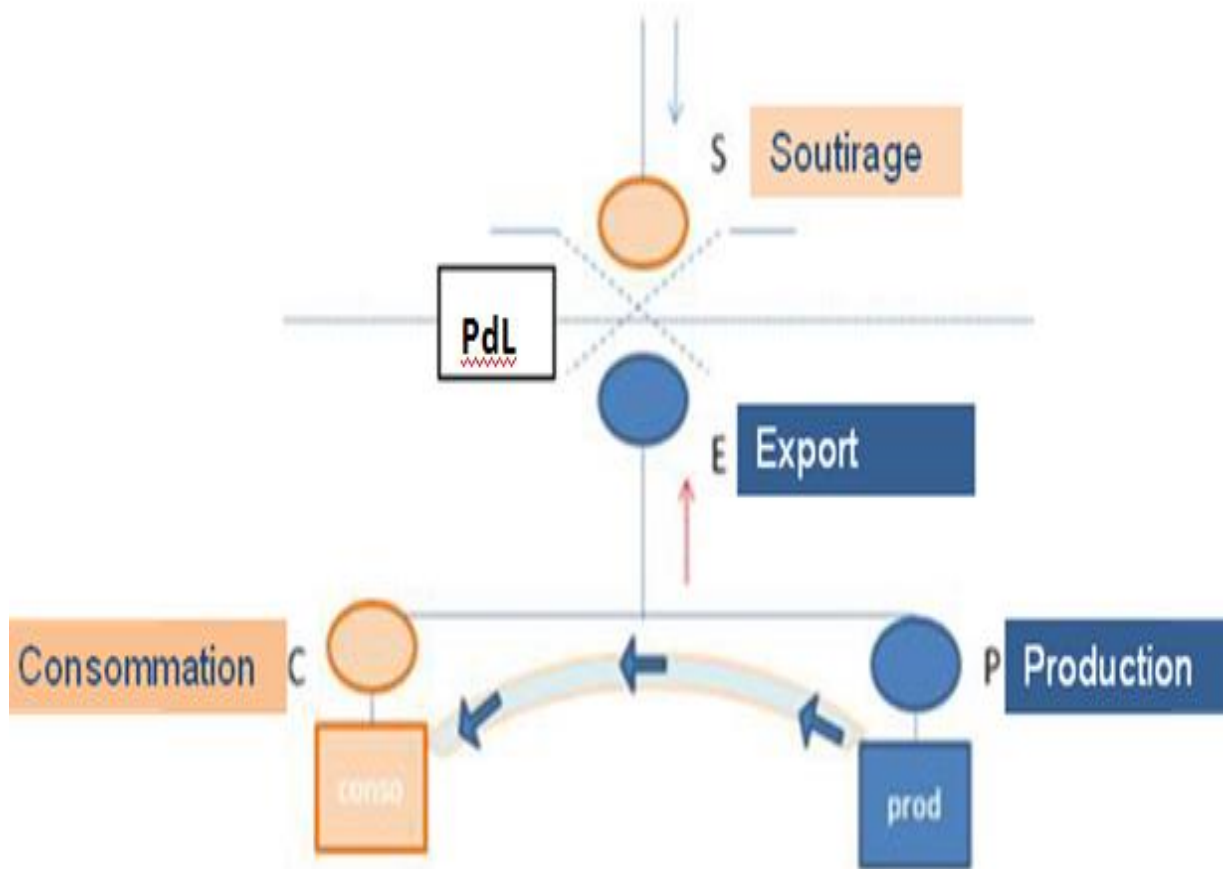 S Soutirage
PdL
E Export
Consommation C
P Production
conso
prod